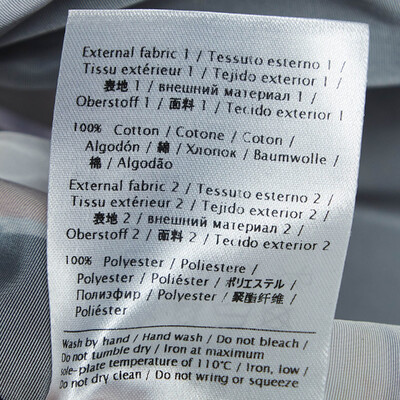 External fabric 1 / Tessuto esterno 1 /
Tissu extérieur 1 / Tejido exterior 1 /
表地 1 / внешний материал 1 /
Oberstoff 1 / 面料 1 / Tecido exterior 1
100% Cotton / Cotone / Coton /
Algodón / 綿 / Хлопок / Baumwolle /
棉 / Algodão
External fabric 2 / Tessuto esterno 2 /
Tissu extérieur 2 / Tejido exterior 2
/ 表地 2 / внешний материал 2 /
Oberstoff 2 / 面料 2 / Tecido exterior 2
100% Polyester / Poliestere /
Polyester / Poliéster / ポリエステル /
Полиэфир / Polyester / 聚酯纤维 /
Poliéster
Wash by hand / Hand wash / Do not bleach /
Do not tumble dry / Iron at maximum
sole-plate temperature of 110°C / Iron, low /
Do not dry clean / Do not wring or squeeze